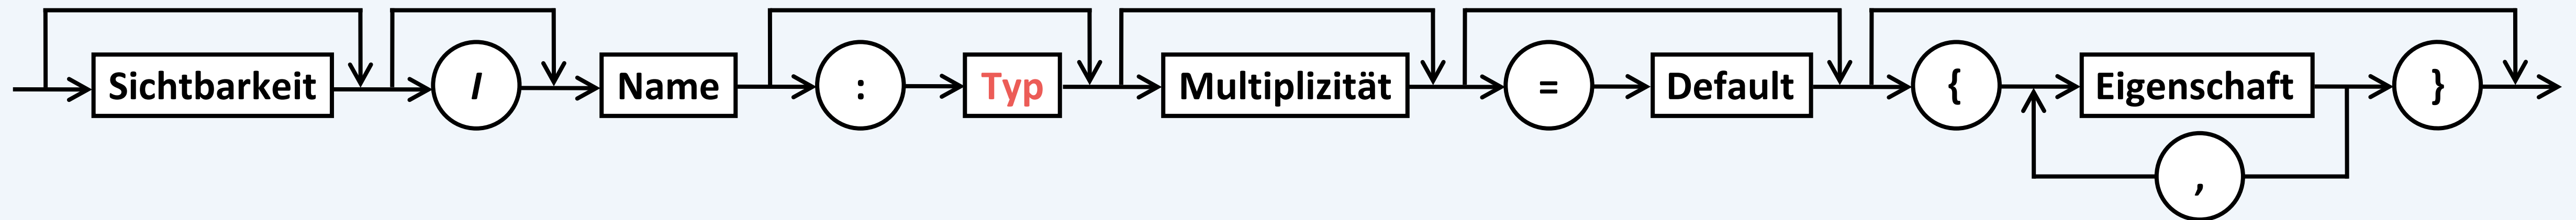 Sichtbarkeit / Name : Typ Multiplizität = Default { Eigenschaft }
,